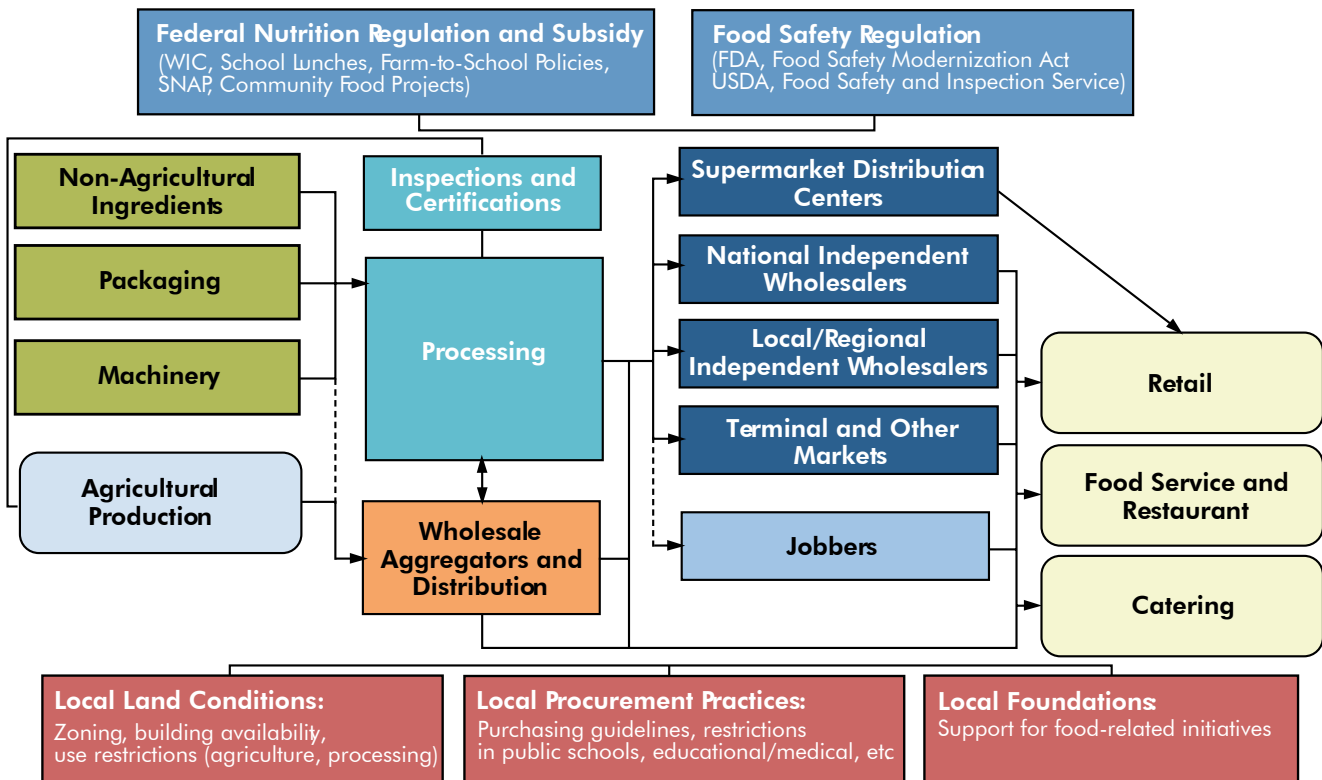 Federal Nutrition Regulation and Subsidy
(WIC, School Lunches, Farm-to-School Policies,
SNAP, Community Food Projects)
Food Safety Regulation
(FDA, Food Safety Modernization Act
USDA, Food Safety and Inspection Service)
Non-Agricultural
Ingredients
Packaging
Machinery
Agricultural
Production
Inspections and
Certifications
Processing
Wholesale
Aggregators and
Distribution
Supermarket Distribution
Centers
National Independent
Wholesalers
Local/Regional
Independent Wholesalers
Terminal and Other
Markets
Jobbers
Retail
Food Service and
Restaurant
Catering
Local Land Conditions:
Zoning, building availability,
use restrictions (agriculture, processing)
Local Procurement Practices:
Purchasing guidelines, restrictions
in public schools, educational/medical, etc
Local Foundations:
Support for food-related initiatives